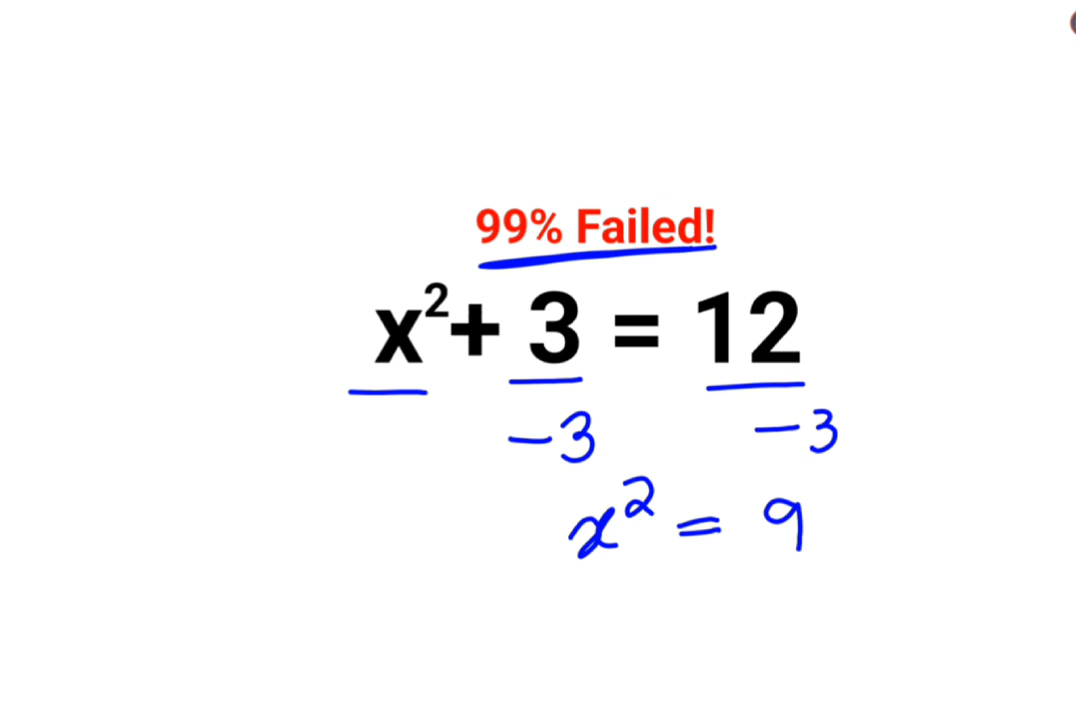 99% Failed!
x²+ 3 = 12
-3 -3
x² = 9